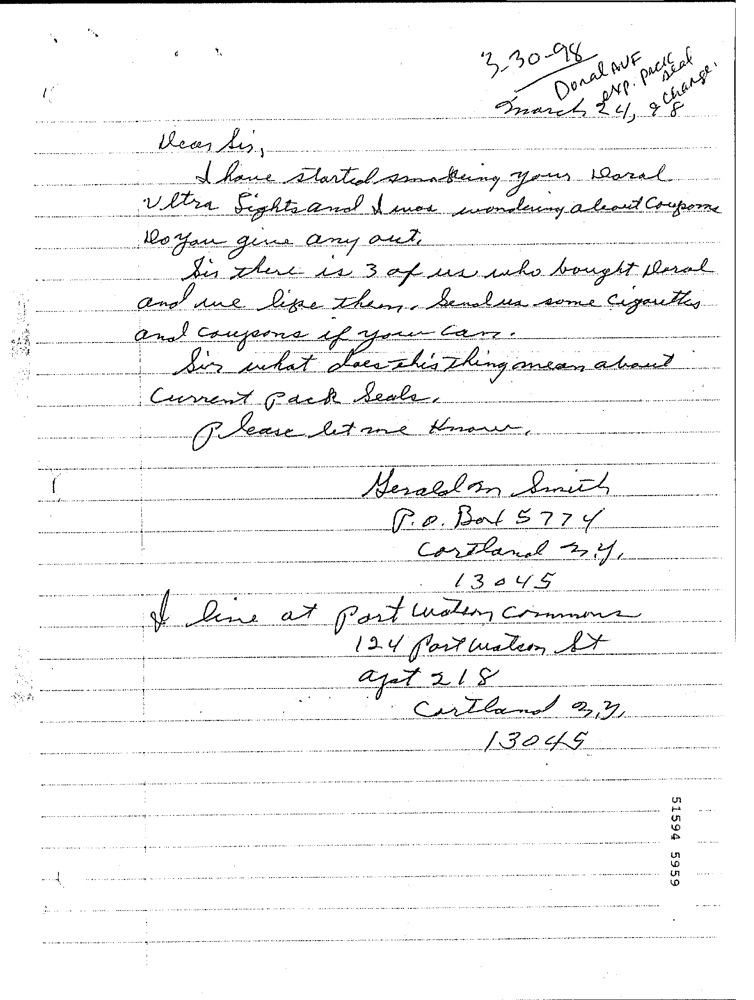 3-30-98
Doral AUF
exp. pack
seal
change.
March 24, 98
Dear Sir,
I have started smokeing your Doral
Ultra Lights and I was wondering about Coupons
Do you give any out.
Sir there is 3 of us who bought Doral
and we like them. Send us some Cigarettes
and coupons if you can.
Sir what does this thing mean about
Current Pack Seals.
Please let me Know.
Gerald M Smith
P.O. Box 5774
Cortland N.Y.
13045
I live at Port Watson Commons
124 Port Watson St
apt 218
Cortland N.Y.
13045
51594 5959